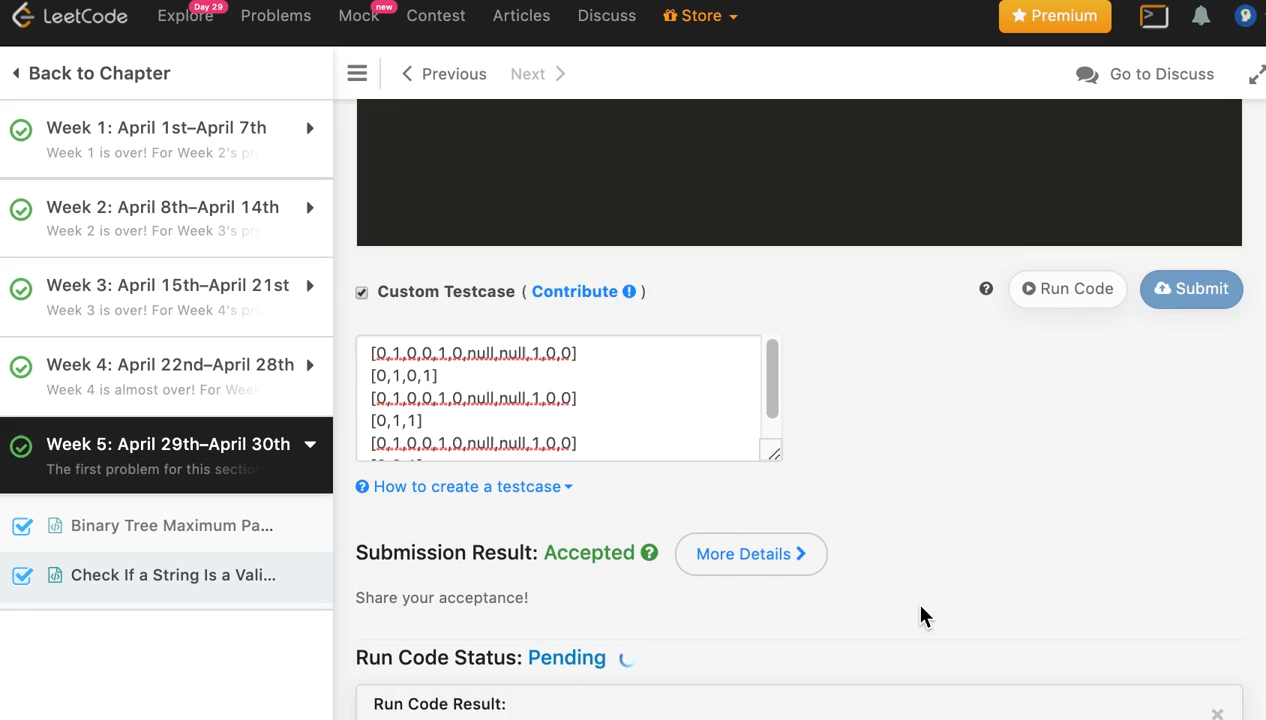 LeetCode
Explore
Day 29
Problems
Mock
new
Contest
Articles
Discuss
Store
Premium
Back to Chapter
Previous
Next
Go to Discuss
Week 1: April 1st–April 7th
Week 1 is over! For Week 2's pr
Week 2: April 8th–April 14th
Week 2 is over! For Week 3's pr
Week 3: April 15th–April 21st
Week 3 is over! For Week 4's pr
Week 4: April 22nd–April 28th
Week 4 is almost over! For Wee
Week 5: April 29th–April 30th
The first problem for this section
Binary Tree Maximum Pa...
Check If a String Is a Vali...
Custom Testcase ( Contribute )
Run Code
Submit
[0,1,0,0,1,0,null,null,1,0,0]
[0,1,0,1]
[0,1,0,0,1,0,null,null,1,0,0]
[0,1,1]
[0,1,0,0,1,0,null,null,1,0,0]
How to create a testcase
Submission Result: Accepted
More Details
Share your acceptance!
Run Code Status: Pending
Run Code Result: